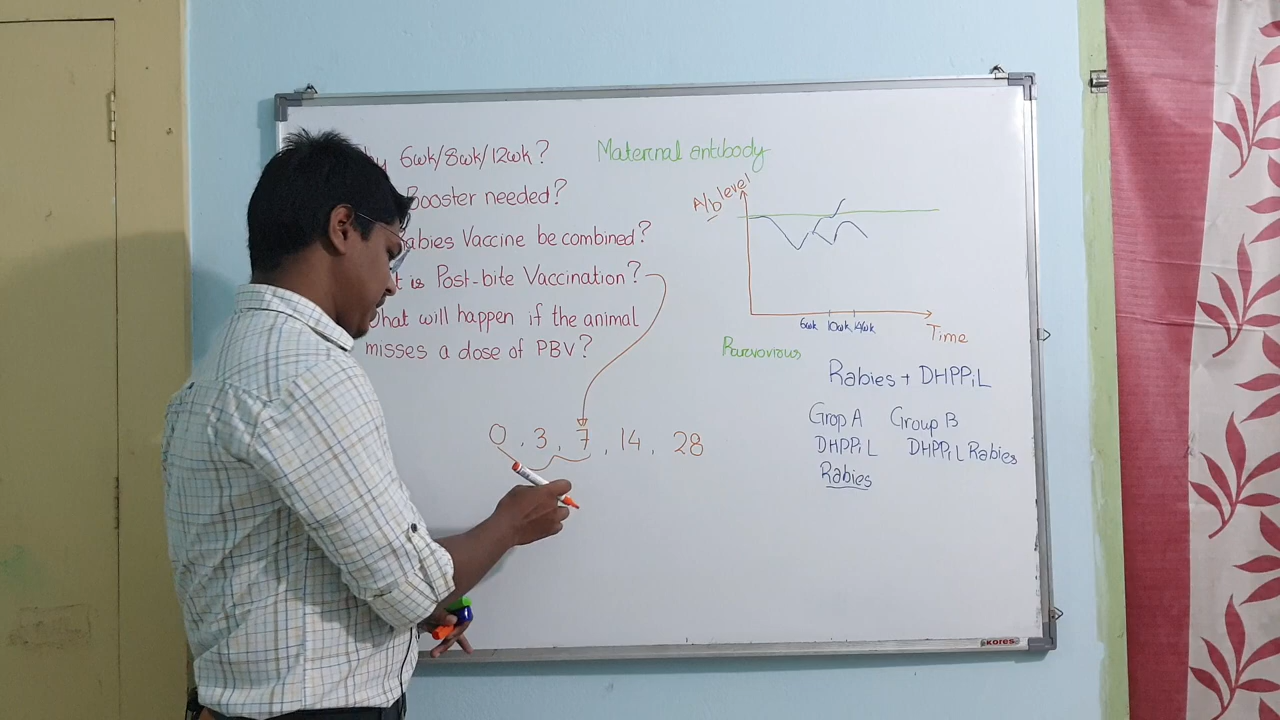 6wk/8wk/12wk?
Booster needed?
abies Vaccine be combined?
t is Post-bite Vaccination?
What will happen if the animal
misses a dose of PBV?
0, 3, 7, 14, 28
Maternal antibody
A/b level
6wk 10wk 14wk
Time
Rabies + DHPPiL
Grop A Group B
DHPPiL DHPPiL Rabies
Rabies
KORES